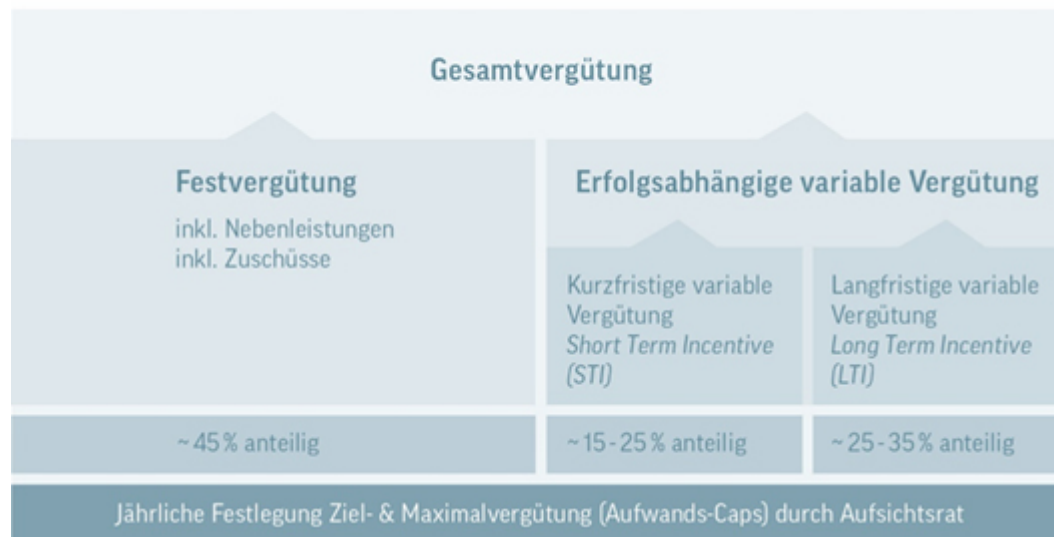 Gesamtvergütung
Festvergütung
inkl. Nebenleistungen
inkl. Zuschüsse
Erfolgsabhängige variable Vergütung
Kurzfristige variable
Vergütung
Short Term Incentive
(STI)
Langfristige variable
Vergütung
Long Term Incentive
(LTI)
~ 45 % anteilig
~ 15 - 25 % anteilig
~ 25 - 35 % anteilig
Jährliche Festlegung Ziel- & Maximalvergütung (Aufwands-Caps) durch Aufsichtsrat